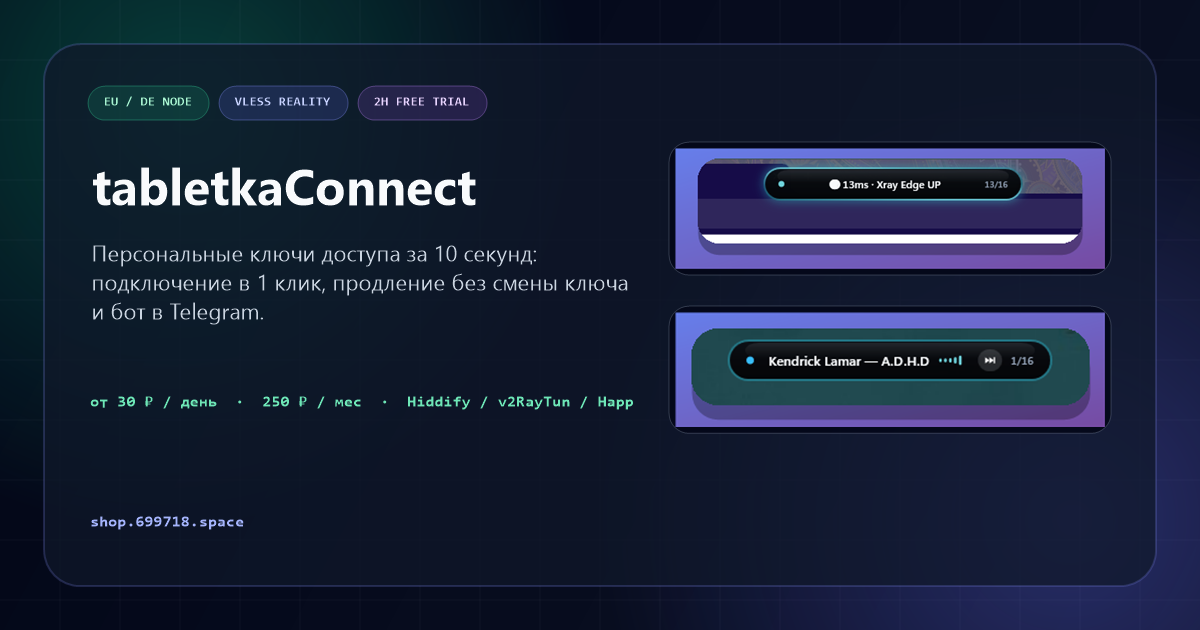 EU / DE NODE
VLESS REALITY
2H FREE TRIAL
tabletkaConnect
Персональные ключи доступа за 10 секунд:
подключение в 1 клик, продление без смены ключа
и бот в Telegram.
от 30 ₽ / день · 250 ₽ / мес · Hiddify / v2RayTun / Happ
shop.699718.space
13ms · Xray Edge UP
13/16
Kendrick Lamar — A.D.H.D
1/16